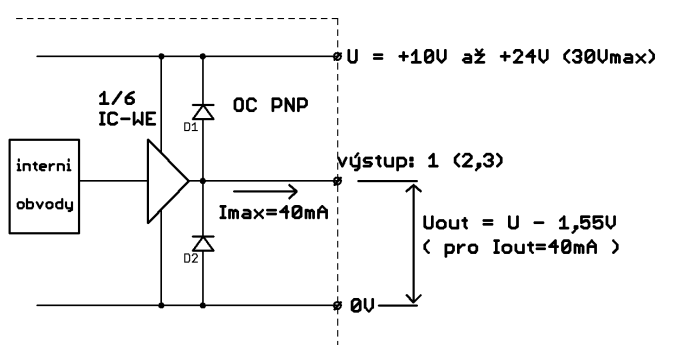 U = +10V až +24V (30Vmax)
1/6
IC-WE
OC PNP
D1
interni
obvody
výstup: 1 (2,3)
Imax=40mA
Uout = U - 1,55V
( pro Iout=40mA )
D2
0V